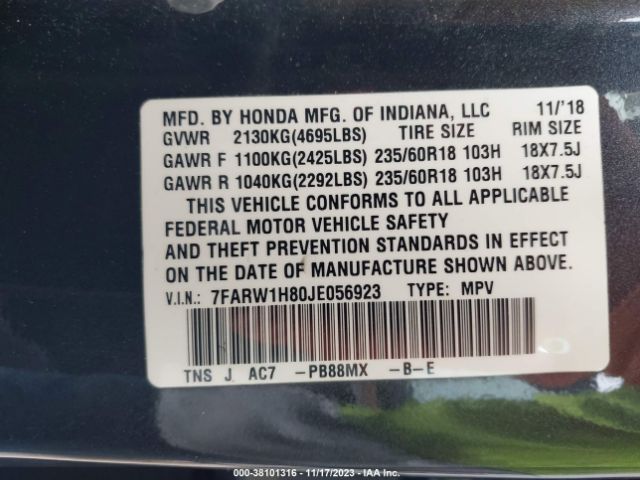 MFD. BY HONDA MFG. OF INDIANA, LLC 11/'18
GVWR 2130KG(4695LBS) TIRE SIZE RIM SIZE
GAWR F 1100KG(2425LBS) 235/60R18 103H 18X7.5J
GAWR R 1040KG(2292LBS) 235/60R18 103H 18X7.5J
THIS VEHICLE CONFORMS TO ALL APPLICABLE
FEDERAL MOTOR VEHICLE SAFETY
AND THEFT PREVENTION STANDARDS IN EFFECT
ON THE DATE OF MANUFACTURE SHOWN ABOVE.
V.I.N.: 7FARW1H80JE056923 TYPE: MPV
TNS J AC7 -PB88MX -B-E
000-38101316 - 11/17/2023 - IAA Inc.